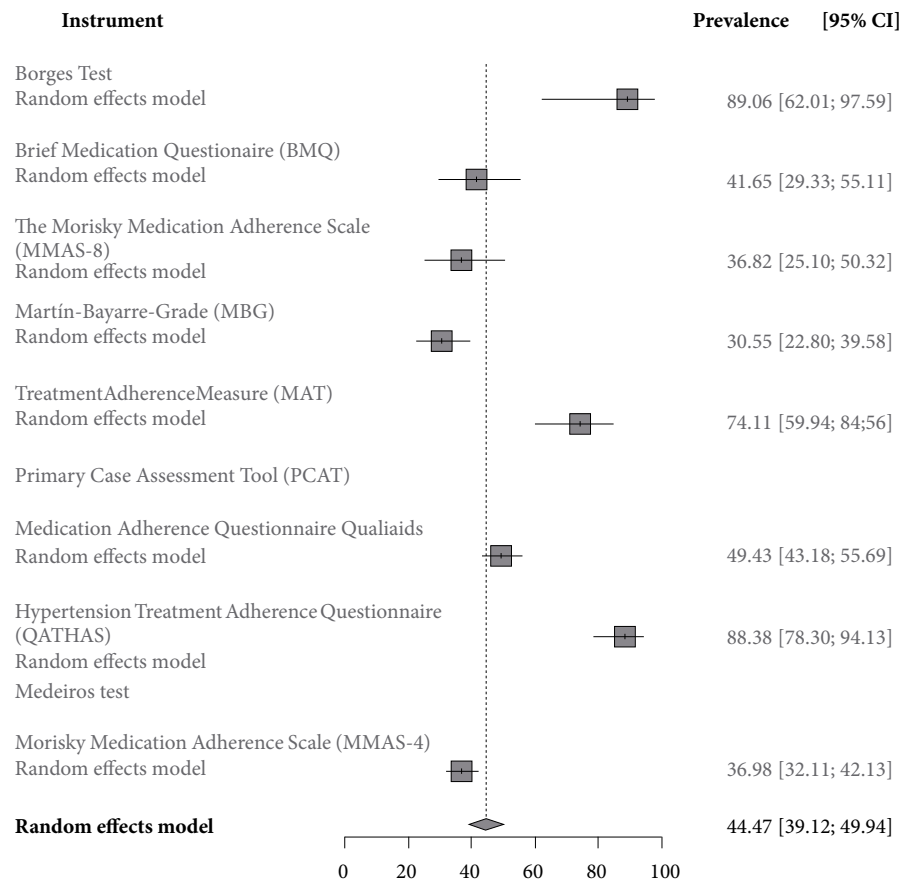 Instrument Prevalence [95% CI]
Borges Test
Random effects model 89.06 [62.01; 97.59]
Brief Medication Questionaire (BMQ)
Random effects model 41.65 [29.33; 55.11]
The Morisky Medication Adherence Scale
(MMAS-8)
Random effects model 36.82 [25.10; 50.32]
Martín-Bayarre-Grade (MBG)
Random effects model 30.55 [22.80; 39.58]
TreatmentAdherenceMeasure (MAT)
Random effects model 74.11 [59.94; 84;56]
Primary Case Assessment Tool (PCAT)
Medication Adherence Questionnaire Qualiaids
Random effects model 49.43 [43.18; 55.69]
Hypertension Treatment Adherence Questionnaire
(QATHAS) 88.38 [78.30; 94.13]
Random effects model
Medeiros test
Morisky Medication Adherence Scale (MMAS-4)
Random effects model 36.98 [32.11; 42.13]
Random effects model 44.47 [39.12; 49.94]
0 20 40 60 80 100